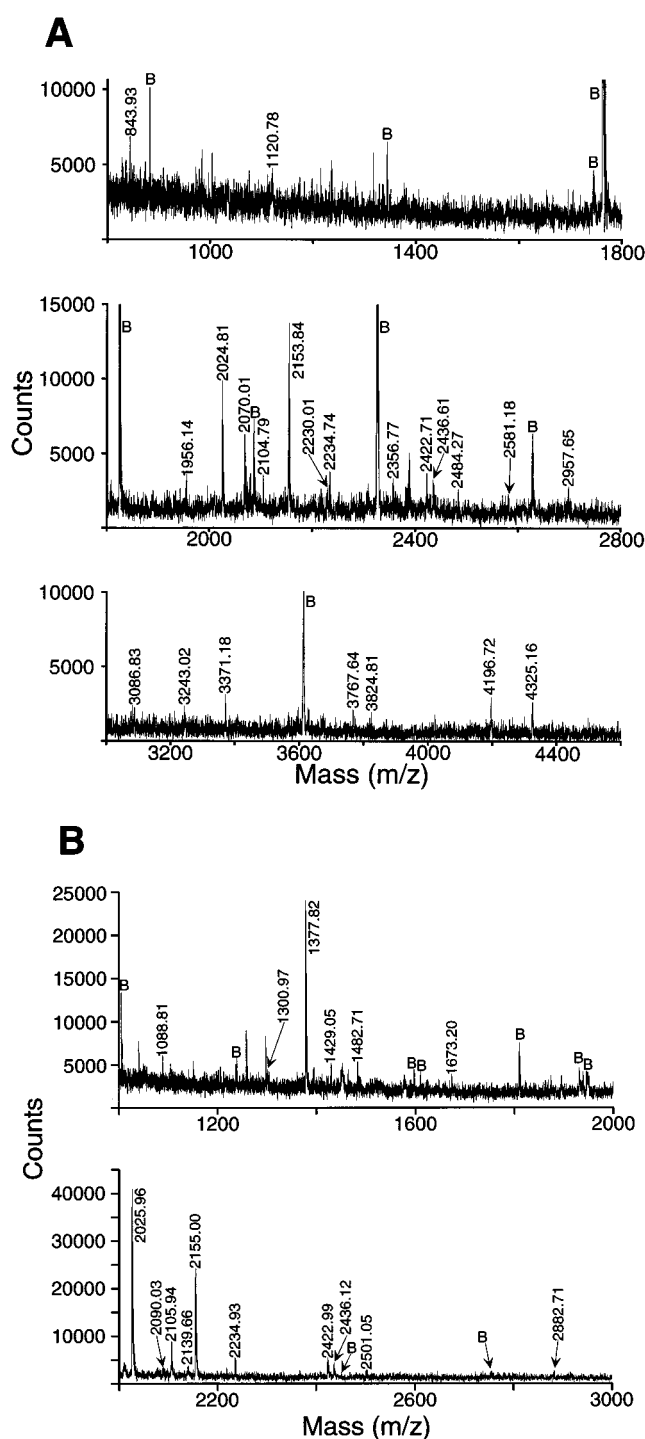 A
10000
5000
843.93
B
1120.78
B
B
B
1000
1400
1800
Counts
15000
10000
5000
B
1956.14
2024.81
2070.01
B
2104.79
2153.84
2230.01
2234.74
B
2356.77
2422.71
2436.61
2484.27
2581.18
B
2957.65
2000
2400
2800
10000
5000
3086.83
3243.02
3371.18
B
3767.64
3824.81
4196.72
4325.16
3200
3600
4000
4400
Mass (m/z)
B
25000
20000
15000
10000
5000
B
1088.81
B
1300.97
1377.82
1429.05
1482.71
B
B
1673.20
B
B
B
1200
1600
2000
Counts
40000
30000
20000
10000
2025.96
2090.03
2105.94
2139.66
2155.00
2234.93
2422.99
2436.12
B
2501.05
B
2882.71
2200
2600
3000
Mass (m/z)